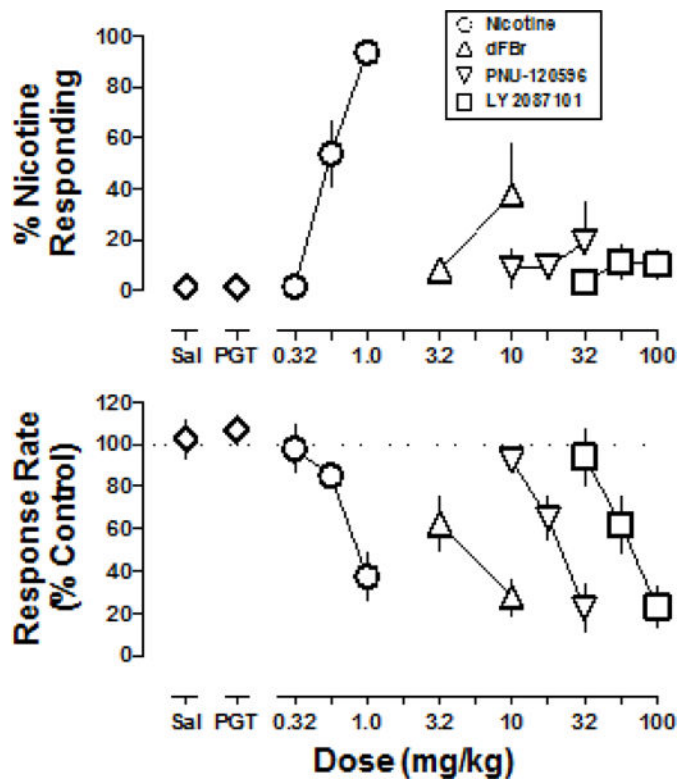 Nicotine
dFBr
PNU-120596
LY 2087101
% Nicotine
Responding
100
80
60
40
20
0
Sal PGT 0.32 1.0 3.2 10 32 100
Response Rate
(% Control)
120
100
80
60
40
20
0
Sal PGT 0.32 1.0 3.2 10 32 100
Dose (mg/kg)